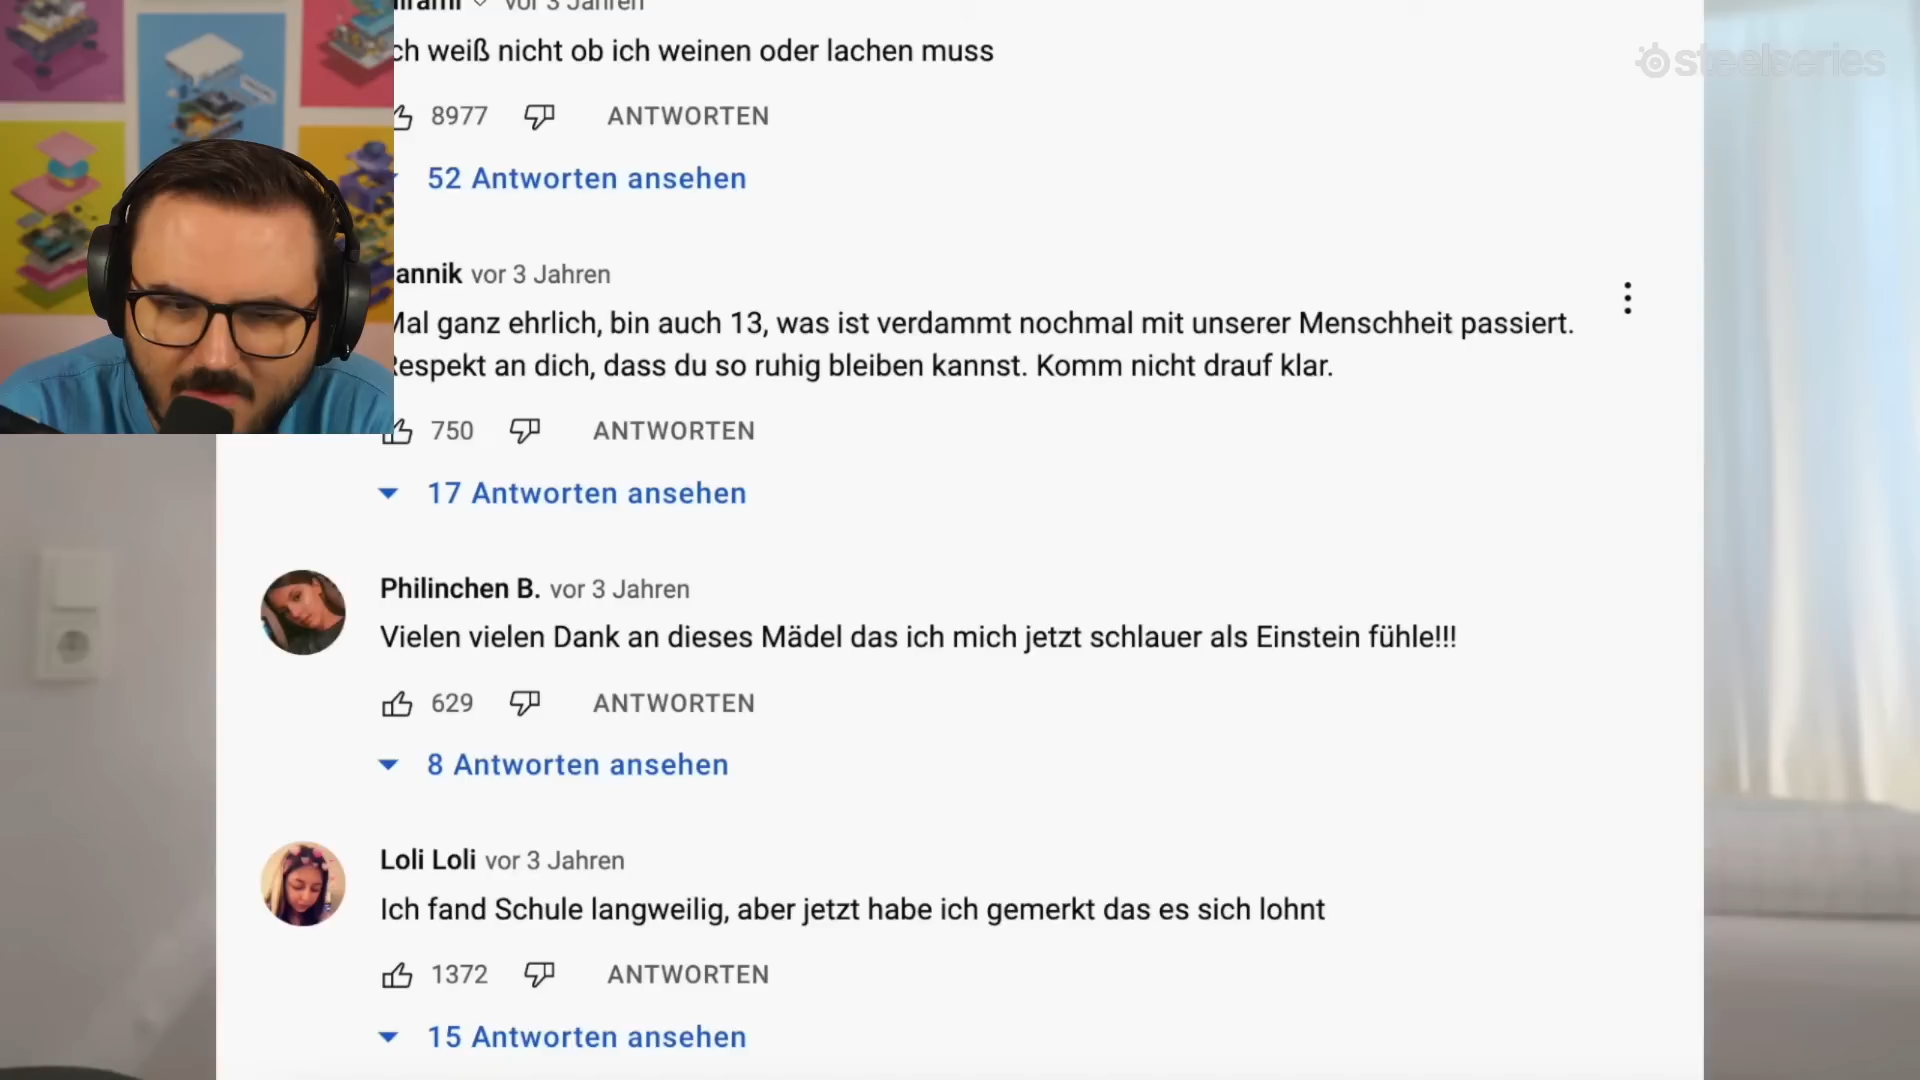 vor 3 Jahren
steelseries
ch weiß nicht ob ich weinen oder lachen muss
8977 ANTWORTEN
52 Antworten ansehen
annik vor 3 Jahren
Mal ganz ehrlich, bin auch 13, was ist verdammt nochmal mit unserer Menschheit passiert.
Respekt an dich, dass du so ruhig bleiben kannst. Komm nicht drauf klar.
750 ANTWORTEN
17 Antworten ansehen
Philinchen B. vor 3 Jahren
Vielen vielen Dank an dieses Mädel das ich mich jetzt schlauer als Einstein fühle!!!
629 ANTWORTEN
8 Antworten ansehen
Loli Loli vor 3 Jahren
Ich fand Schule langweilig, aber jetzt habe ich gemerkt das es sich lohnt
1372 ANTWORTEN
15 Antworten ansehen